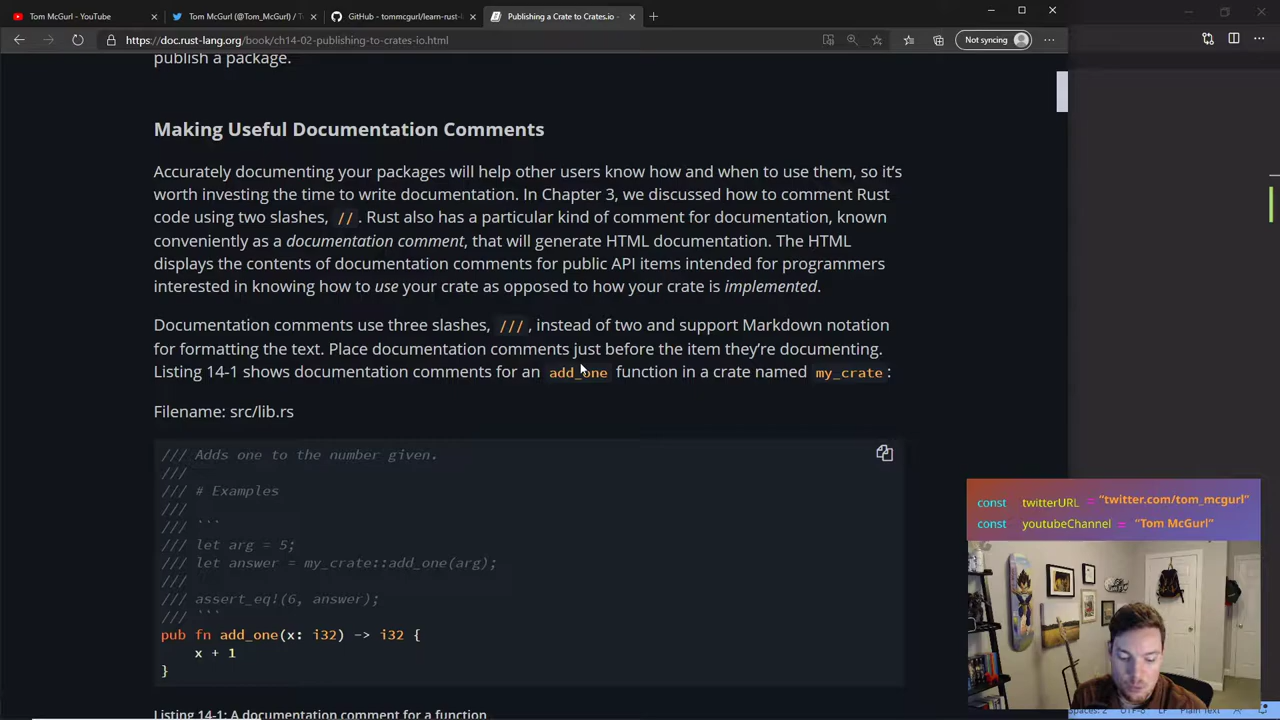 Tom McGurl - YouTube
Tom McGurl (@Tom_McGurl) / T
GitHub - tommcgurl/learn-rust-l
Publishing a Crate to Crates.io -
https://doc.rust-lang.org/book/ch14-02-publishing-to-crates-io.html
Not syncing
publish a package.
Making Useful Documentation Comments
Accurately documenting your packages will help other users know how and when to use them, so it’s
worth investing the time to write documentation. In Chapter 3, we discussed how to comment Rust
code using two slashes, //. Rust also has a particular kind of comment for documentation, known
conveniently as a documentation comment, that will generate HTML documentation. The HTML
displays the contents of documentation comments for public API items intended for programmers
interested in knowing how to use your crate as opposed to how your crate is implemented.
Documentation comments use three slashes, ///, instead of two and support Markdown notation
for formatting the text. Place documentation comments just before the item they’re documenting.
Listing 14-1 shows documentation comments for an add_one function in a crate named my_crate:
Filename: src/lib.rs
/// Adds one to the number given.
///
/// # Examples
///
/// ```
/// let arg = 5;
/// let answer = my_crate::add_one(arg);
///
/// assert_eq!(6, answer);
/// ```
pub fn add_one(x: i32) -> i32 {
x + 1
}
Listing 14-1: A documentation comment for a function
const twitterURL = “twitter.com/tom_mcgurl”
const youtubeChannel = “Tom McGurl”
Spaces: 2 UTF-8 LF Plain Text